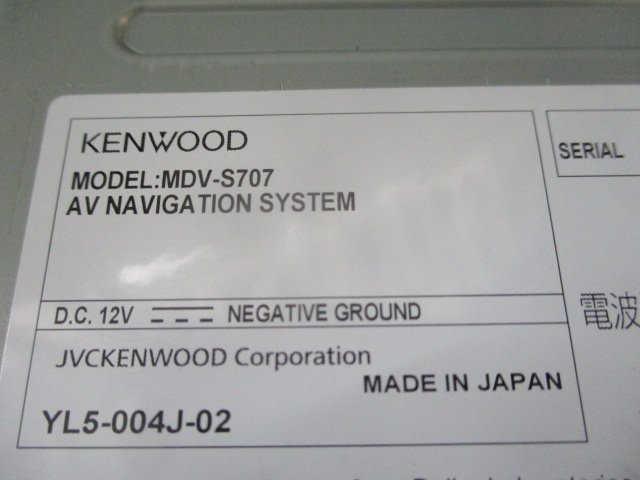 KENWOOD
MODEL:MDV-S707
AV NAVIGATION SYSTEM
SERIAL
D.C. 12V NEGATIVE GROUND
電波
JVCKENWOOD Corporation
MADE IN JAPAN
YL5-004J-02